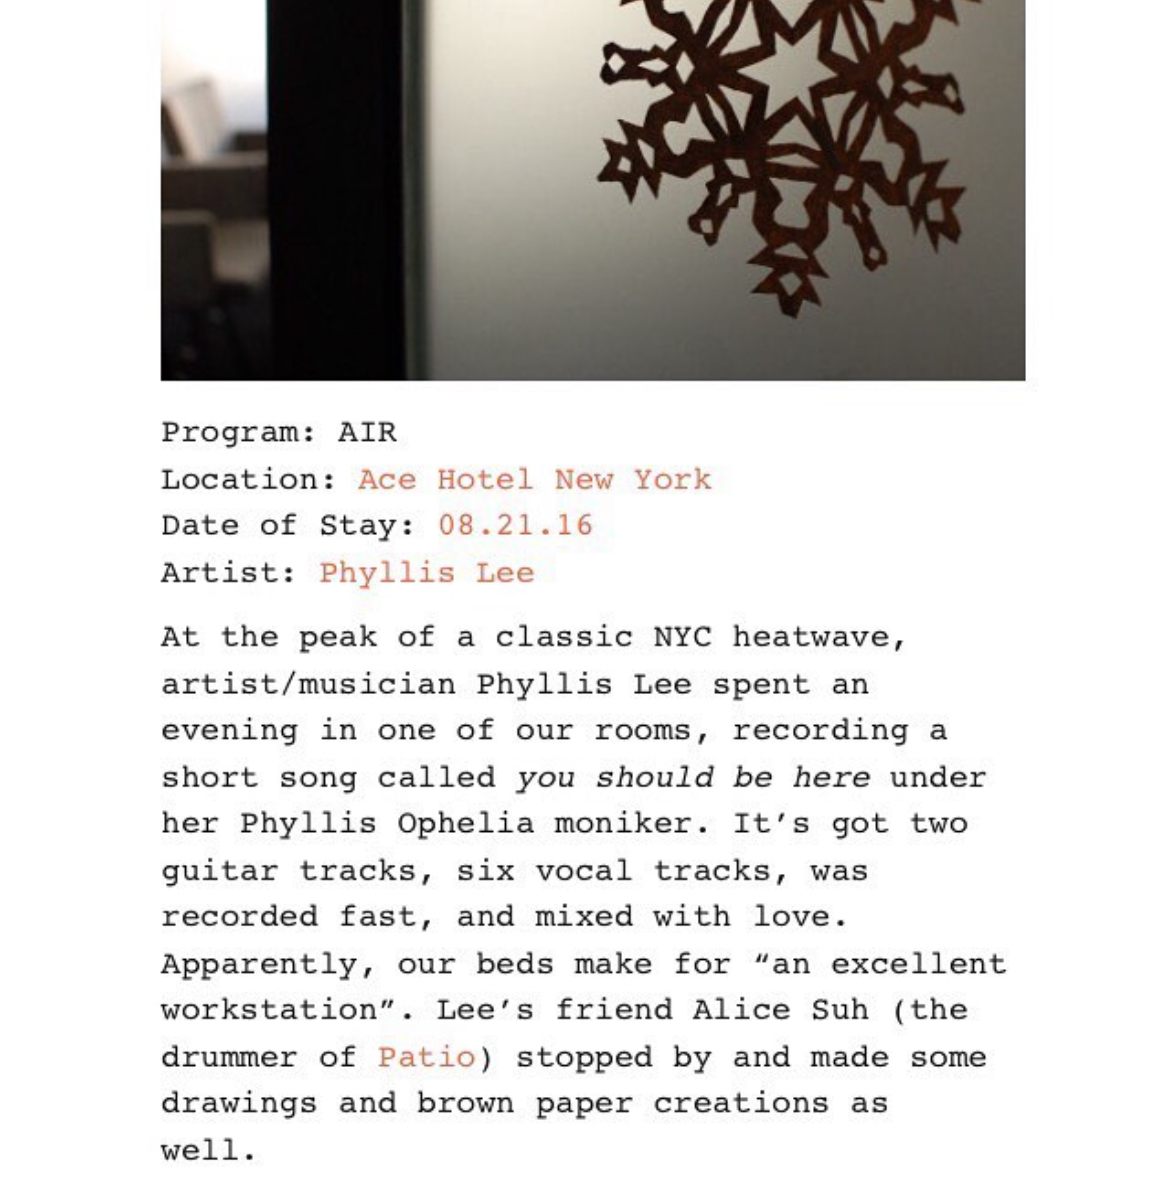 Program: AIR
Location: Ace Hotel New York
Date of Stay: 08.21.16
Artist: Phyllis Lee
At the peak of a classic NYC heatwave,
artist/musician Phyllis Lee spent an
evening in one of our rooms, recording a
short song called you should be here under
her Phyllis Ophelia moniker. It’s got two
guitar tracks, six vocal tracks, was
recorded fast, and mixed with love.
Apparently, our beds make for “an excellent
workstation”. Lee’s friend Alice Suh (the
drummer of Patio) stopped by and made some
drawings and brown paper creations as
well.